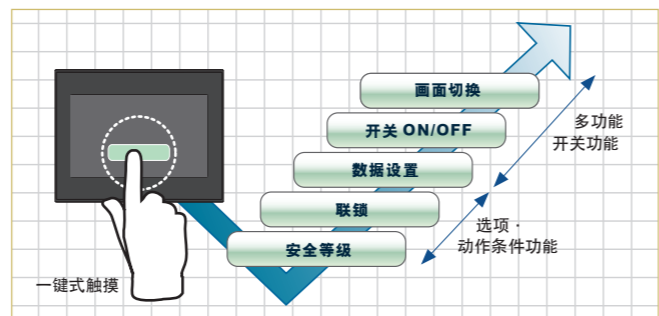 画面切换
开关 ON/OFF
数据设置
联锁
安全等级
多功能
开关功能
选项·
动作条件功能
一键式触摸